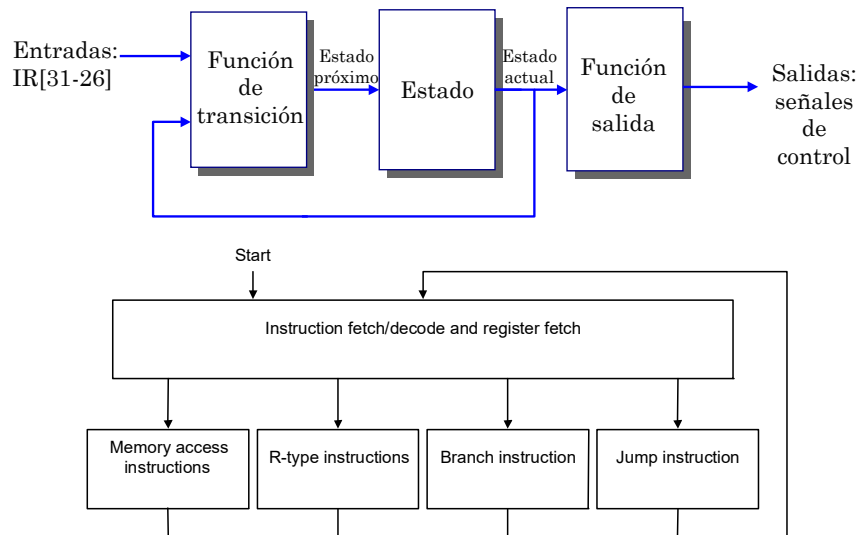 Entradas:
IR[31-26]
Función
de
transición
Estado
próximo
Estado
Estado
actual
Función
de
salida
Salidas:
señales
de
control
Start
Instruction fetch/decode and register fetch
Memory access
instructions
R-type instructions
Branch instruction
Jump instruction